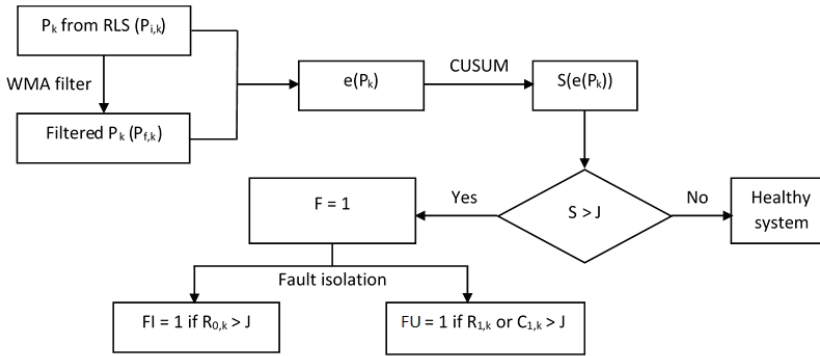 Pₖ from RLS (Pᵢ,ₖ)
WMA filter
Filtered Pₖ (P_f,ₖ)
e(Pₖ)
CUSUM
S(e(Pₖ))
F = 1
Yes
S > J
No
Healthy
system
Fault isolation
FI = 1 if R₀,ₖ > J
FU = 1 if R₁,ₖ or C₁,ₖ > J